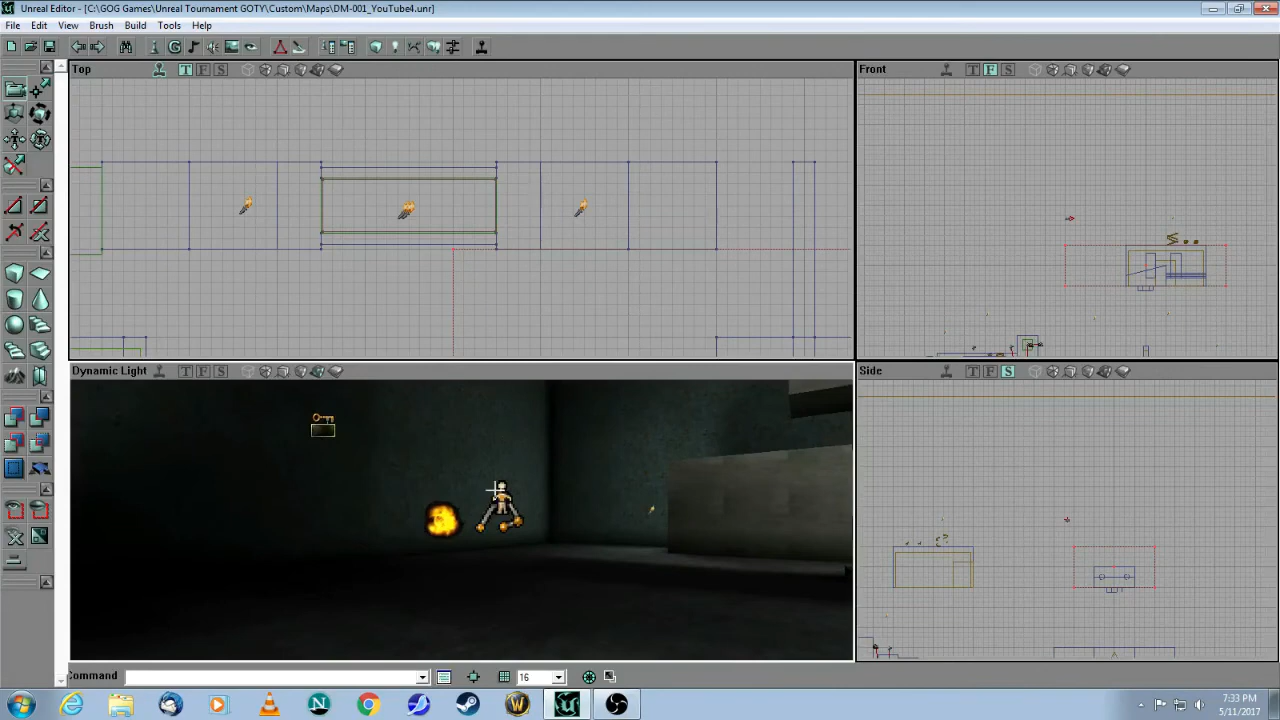 Unreal Editor - [C:\GOG Games\Unreal Tournament GOTY\Custom\Maps\DM-001_YouTube4.unr]
File Edit View Brush Build Tools Help
Top T F S
Front T F S
Dynamic Light T F S
Side T F S
Command 16
7:33 PM
5/11/2017